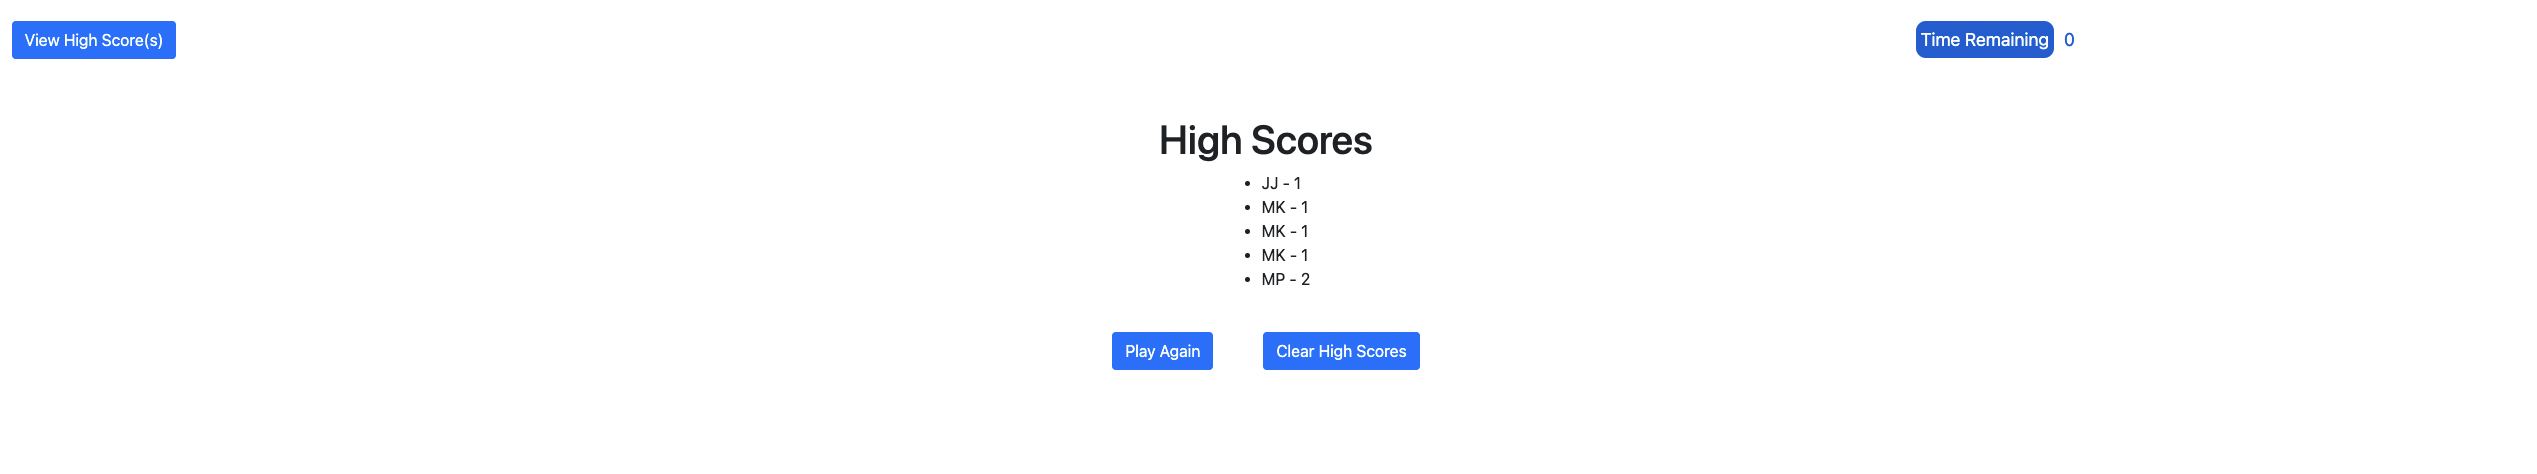 View High Score(s)
Time Remaining 0
High Scores
• JJ - 1
• MK - 1
• MK - 1
• MK - 1
• MP - 2
Play Again
Clear High Scores